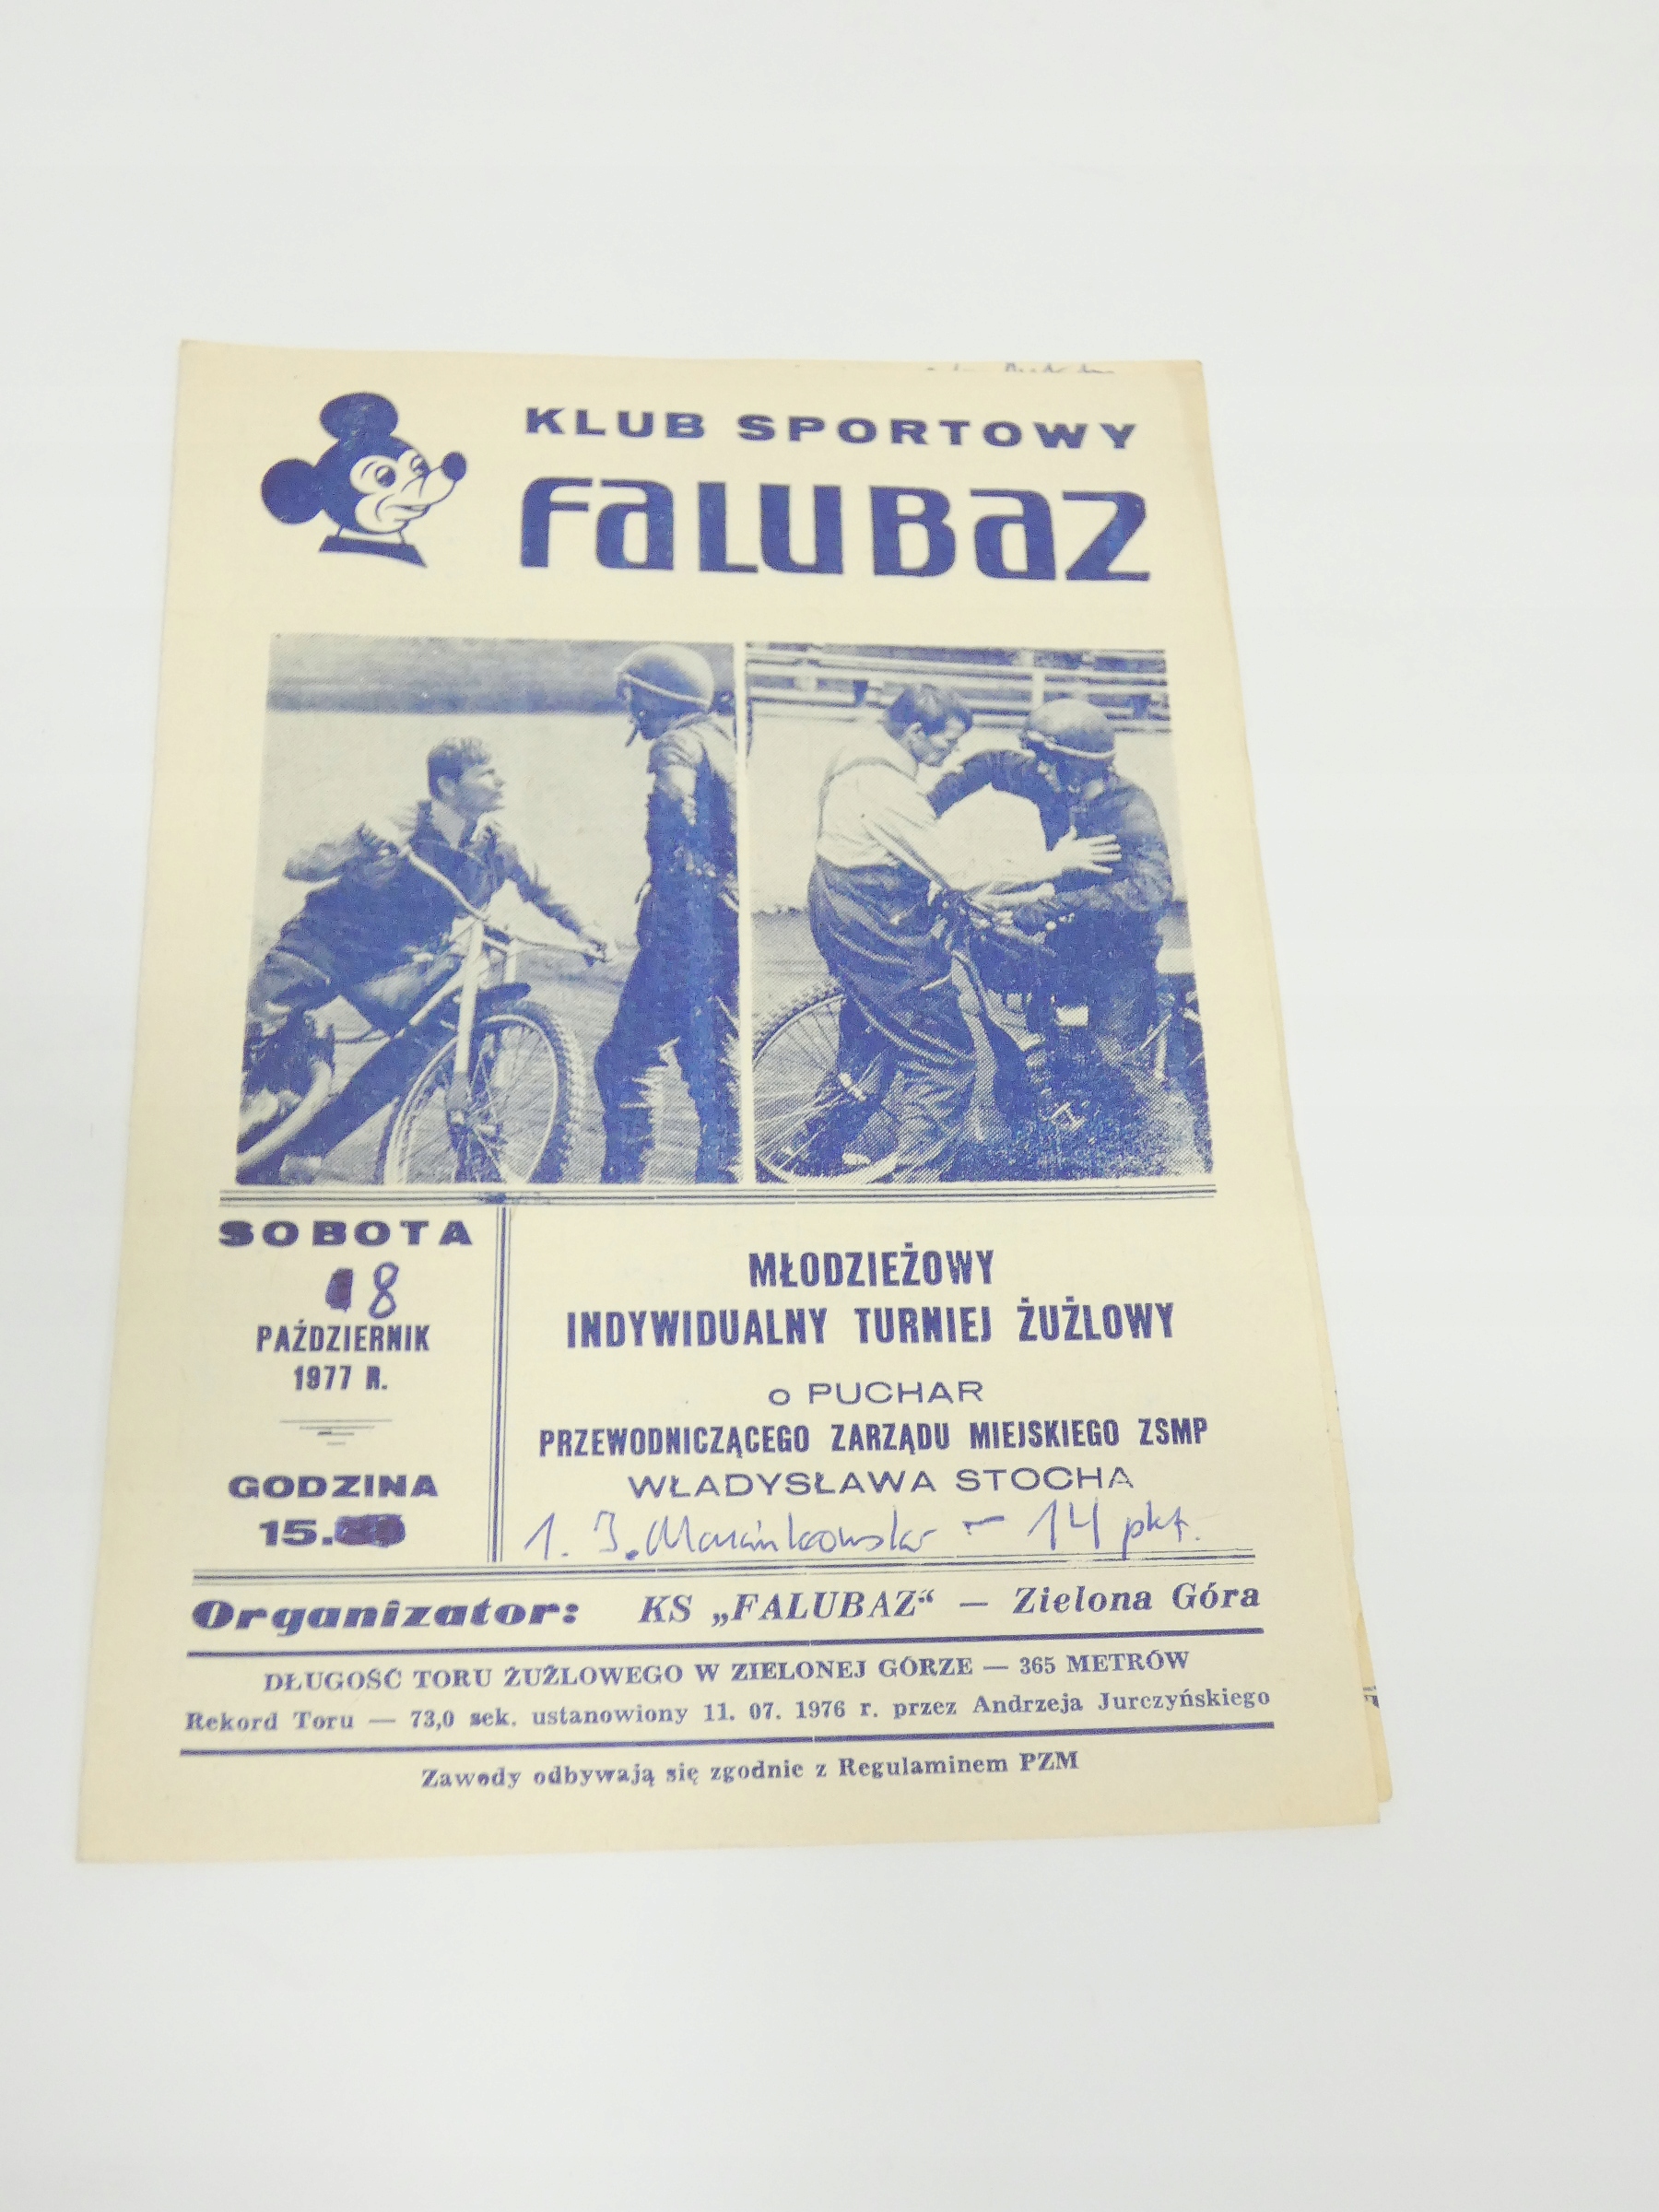 KLUB SPORTOWY
FALUBAZ
SOBOTA
8
PAŹDZIERNIK
1977 R.
GODZINA
15.
MŁODZIEŻOWY
INDYWIDUALNY TURNIEJ ŻUŻLOWY
o PUCHAR
PRZEWODNICZĄCEGO ZARZĄDU MIEJSKIEGO ZSMP
WŁADYSŁAWA STOCHA
1. J. Marcinkowski – 14 pkt.
Organizator: KS „FALUBAZ“ — Zielona Góra
DŁUGOŚĆ TORU ŻUŻLOWEGO W ZIELONEJ GÓRZE — 365 METRÓW
Rekord Toru — 73,0 sek. ustanowiony 11. 07. 1976 r. przez Andrzeja Jurczyńskiego
Zawody odbywają się zgodnie z Regulaminem PZM